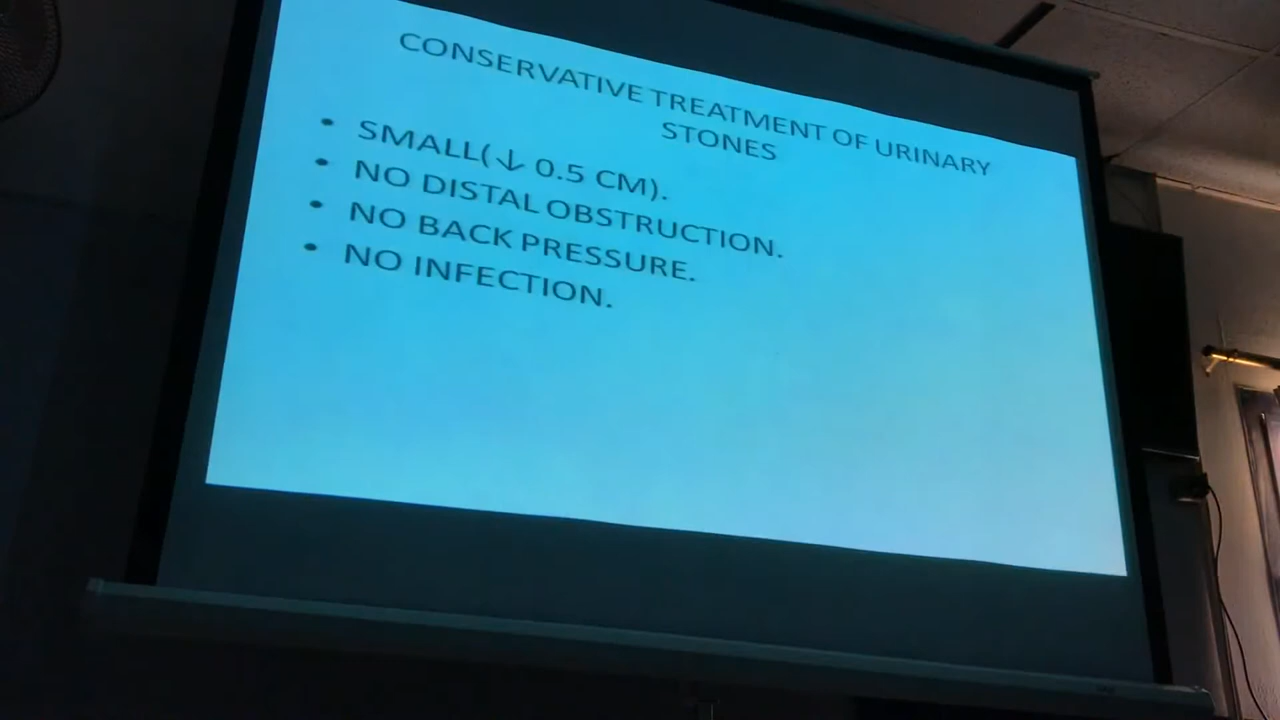 CONSERVATIVE TREATMENT OF URINARY
STONES
• SMALL(↓ 0.5 CM).
• NO DISTAL OBSTRUCTION.
• NO BACK PRESSURE.
• NO INFECTION.